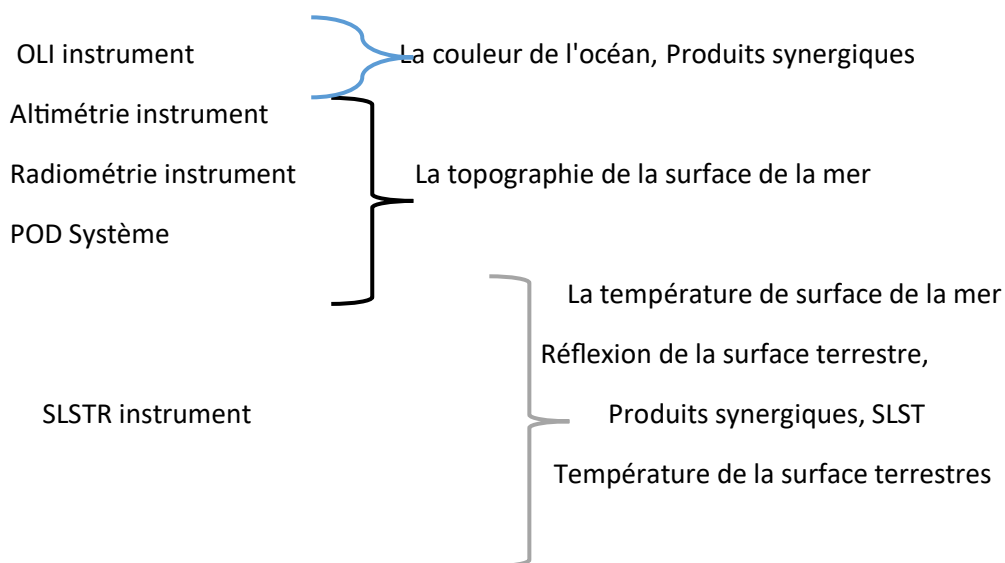 OLI instrument La couleur de l'océan, Produits synergiques
Altimétrie instrument
Radiométrie instrument La topographie de la surface de la mer
POD Système
La température de surface de la mer
Réflexion de la surface terrestre,
SLSTR instrument Produits synergiques, SLST
Température de la surface terrestres